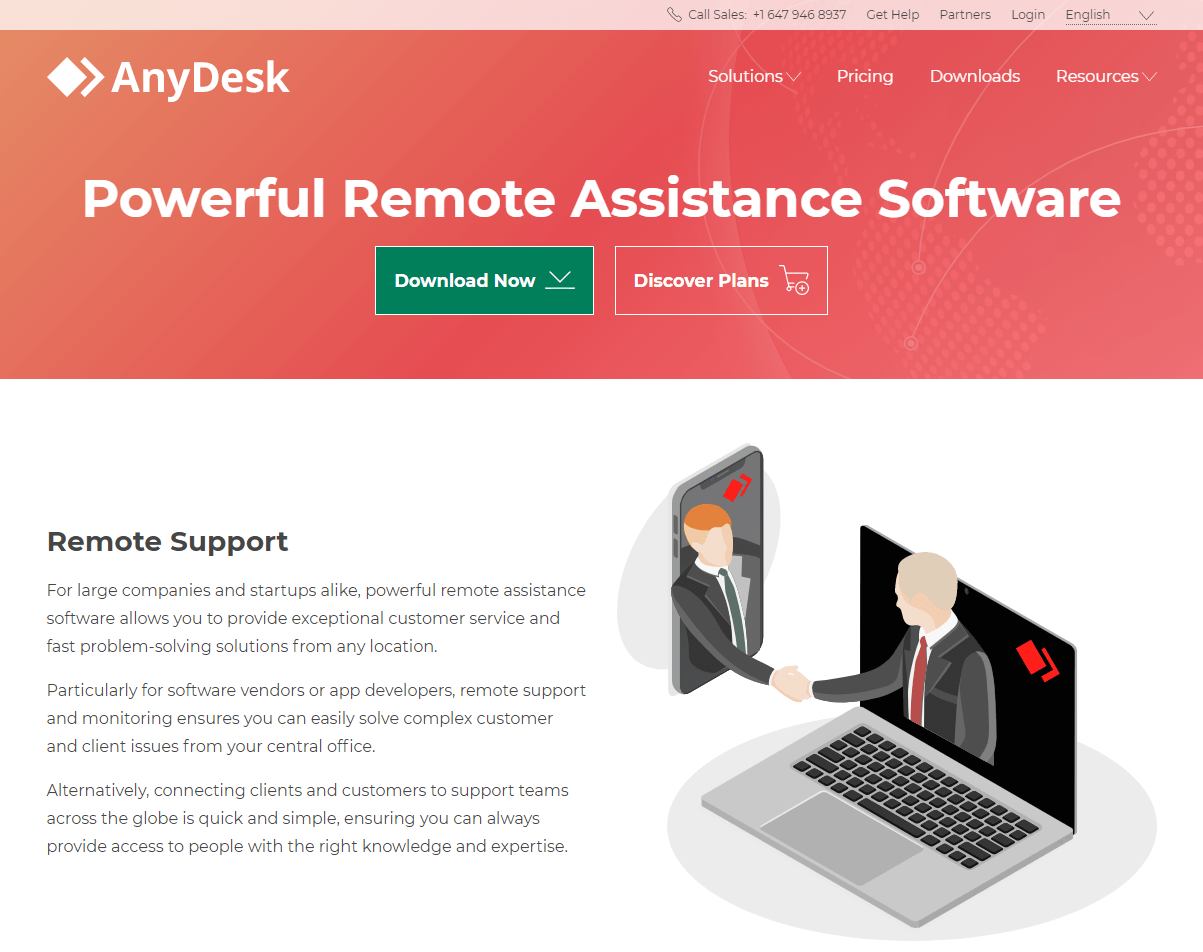 Call Sales: +1 647 946 8937 Get Help Partners Login English
AnyDesk Solutions Pricing Downloads Resources
Powerful Remote Assistance Software
Download Now Discover Plans
Remote Support
For large companies and startups alike, powerful remote assistance
software allows you to provide exceptional customer service and
fast problem-solving solutions from any location.
Particularly for software vendors or app developers, remote support
and monitoring ensures you can easily solve complex customer
and client issues from your central office.
Alternatively, connecting clients and customers to support teams
across the globe is quick and simple, ensuring you can always
provide access to people with the right knowledge and expertise.